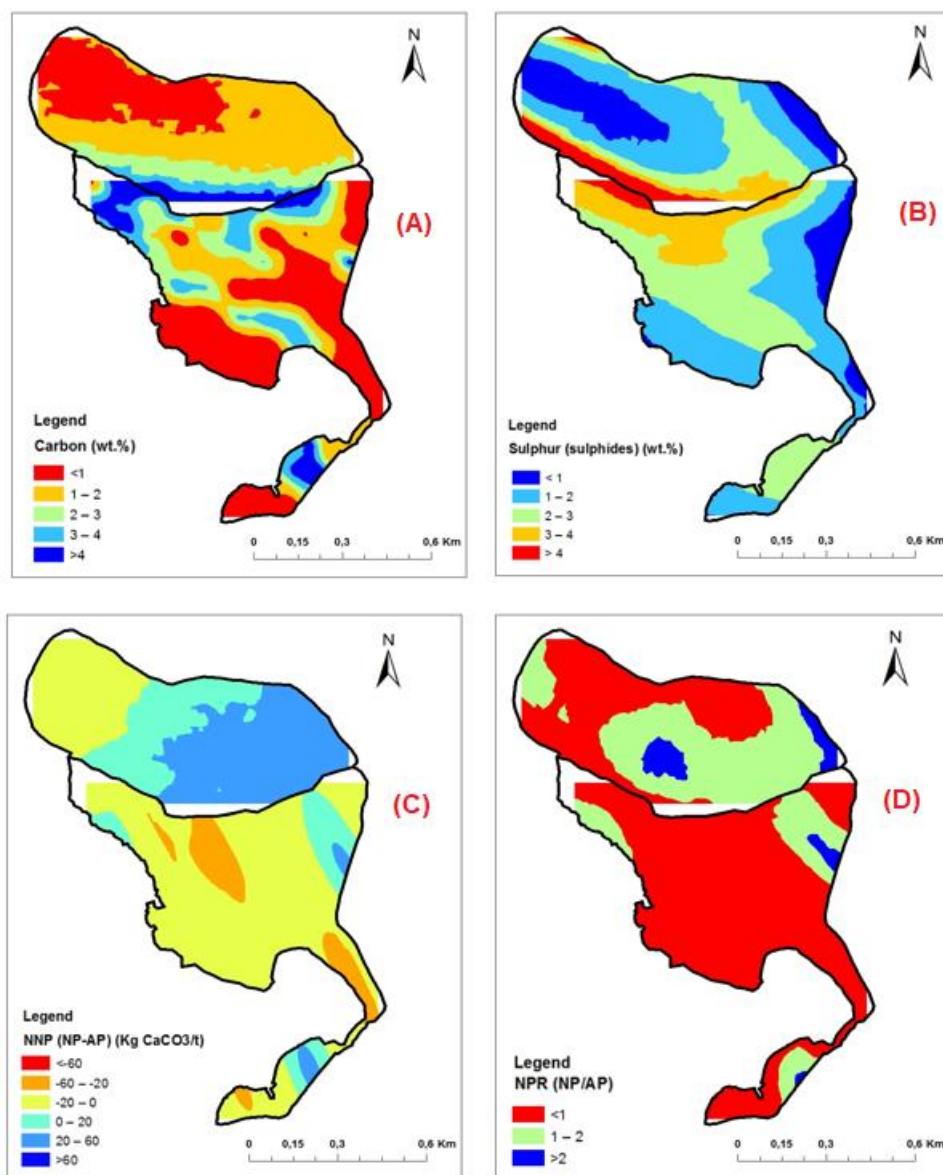 N
(A)
Legend
Carbon (wt.%)
<1
1 – 2
2 – 3
3 – 4
>4
0 0,15 0,3 0,6 Km
N
(B)
Legend
Sulphur (sulphides) (wt.%)
< 1
1 – 2
2 – 3
3 – 4
> 4
0 0,15 0,3 0,6 Km
N
(C)
Legend
NNP (NP-AP) (Kg CaCO3/t)
<-60
-60 – -20
-20 – 0
0 – 20
20 – 60
>60
0 0,15 0,3 0,6 Km
N
(D)
Legend
NPR (NP/AP)
<1
1 – 2
>2
0 0,15 0,3 0,6 Km